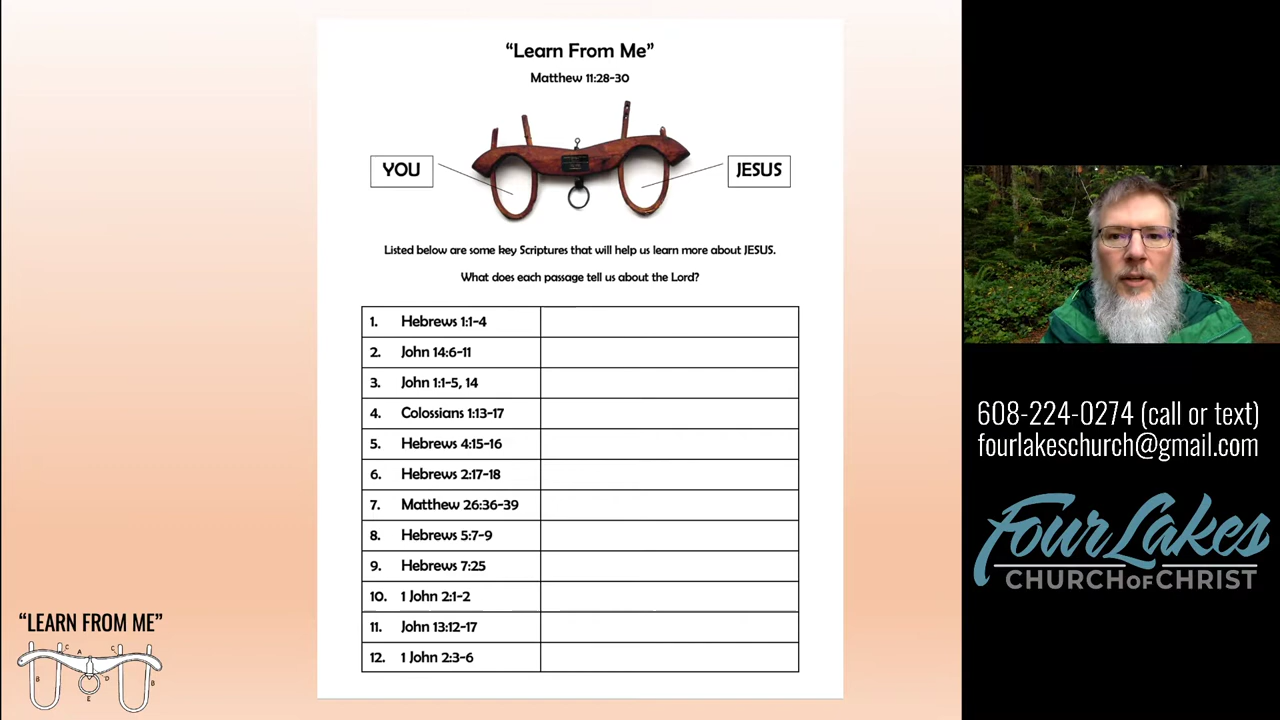 “Learn From Me”
Matthew 11:28-30
YOU
JESUS
Listed below are some key Scriptures that will help us learn more about JESUS.
What does each passage tell us about the Lord?
1. Hebrews 1:1-4
2. John 14:6-11
3. John 1:1-5, 14
4. Colossians 1:13-17
5. Hebrews 4:15-16
6. Hebrews 2:17-18
7. Matthew 26:36-39
8. Hebrews 5:7-9
9. Hebrews 7:25
10. 1 John 2:1-2
11. John 13:12-17
12. 1 John 2:3-6
“LEARN FROM ME”
C A C
B D B
E
608-224-0274 (call or text)
fourlakeschurch@gmail.com
Four Lakes
CHURCH OF CHRIST